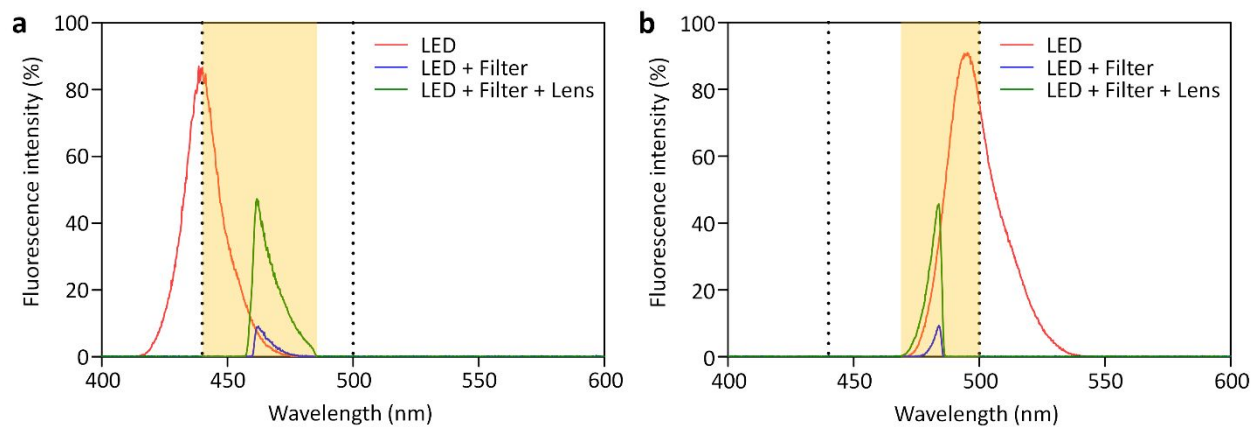 a
Fluorescence intensity (%)
100
80
60
40
20
0
LED
LED + Filter
LED + Filter + Lens
400 450 500 550 600
Wavelength (nm)
b
Fluorescence intensity (%)
100
80
60
40
20
0
LED
LED + Filter
LED + Filter + Lens
400 450 500 550 600
Wavelength (nm)